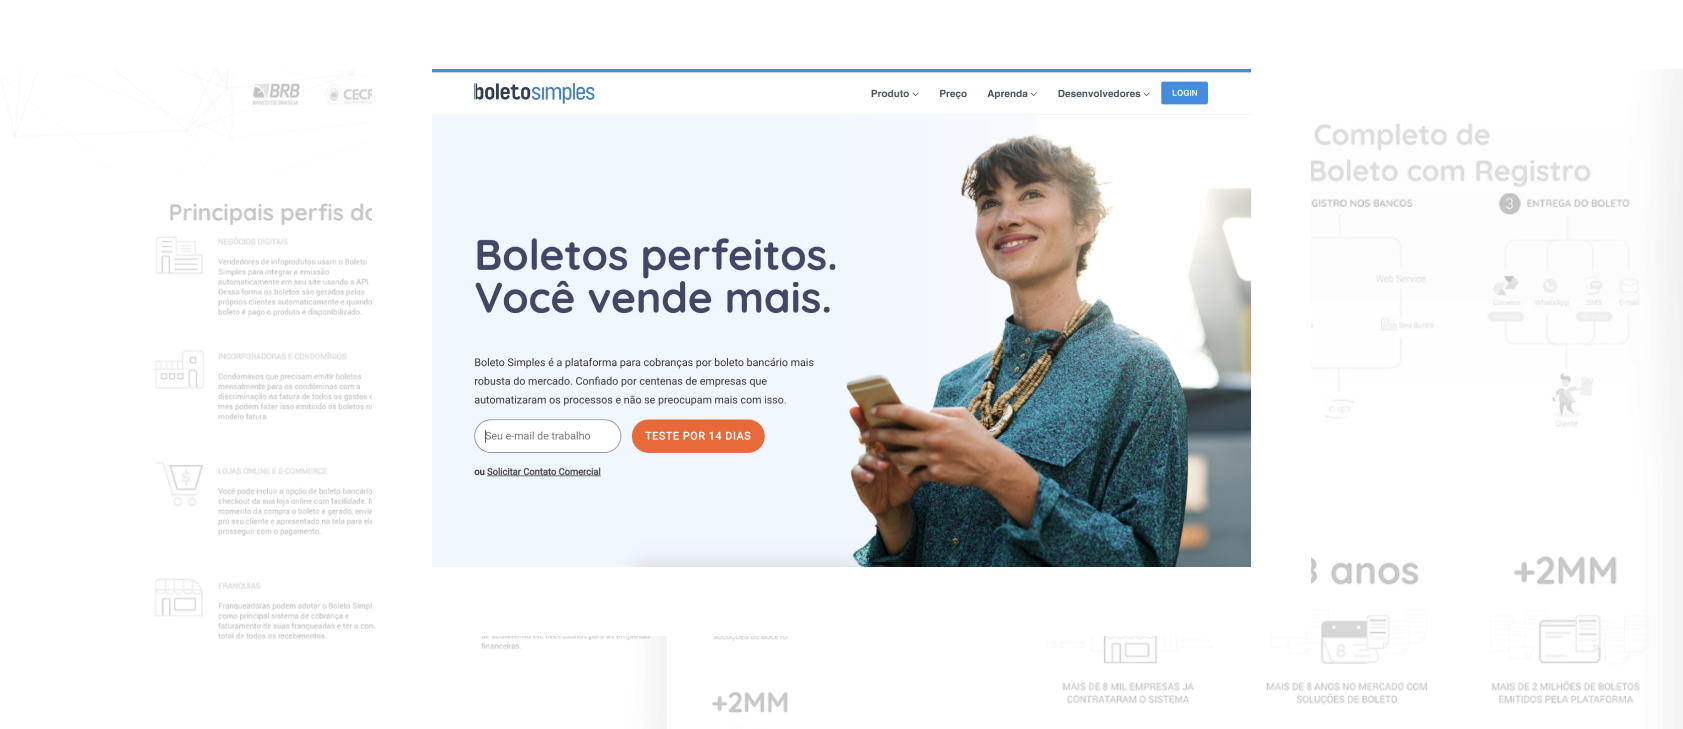 boletosimples
Produto
Preço
Aprenda
Desenvolvedores
LOGIN
Boletos perfeitos.
Você vende mais.
Boleto Simples é a plataforma para cobranças por boleto bancário mais
robusta do mercado. Confiado por centenas de empresas que
automatizaram os processos e não se preocupam mais com isso.
Seu e-mail de trabalho
TESTE POR 14 DIAS
ou Solicitar Contato Comercial
BRB
BANCO DE BRASÍLIA
CECR
Principais perfis do
NEGÓCIOS DIGITAIS
Vendedores de infoprodutos usam o Boleto
Simples para integrar a emissão
automaticamente em seu site usando a API.
Dessa forma os boletos são gerados pelos
próprios clientes automaticamente e quando
boleto é pago o produto é disponibilizado.
INCORPORADORAS E CONDOMÍNIOS
Condomínios que precisam emitir boletos
mensalmente para os condôminos com a
discriminação na fatura de todos os gastos
mês podem fazer isso emitindo os boletos
modelo fatura.
LOJAS ONLINE E E-COMMERCE
Você pode incluir a opção de boleto bancário
checkout da sua loja online com facilidade.
momento da compra o boleto é gerado, envia
pro seu cliente e apresentado na tela para ele
prosseguir com o pagamento.
FRANQUIAS
Franqueadoras podem adotar o Boleto Simpl
como principal sistema de cobrança e
faturamento de suas franqueadas e ter o con
total de todos os recebimentos.
Completo de
Boleto com Registro
GISTRO NOS BANCOS
3 ENTREGA DO BOLETO
Web Service
Seu Banco
Correios
WhatsApp
SMS
E-mail
Cliente
anos
+2MM
financeiras.
SOLUÇÕES DE BOLETO
+2MM
8
MAIS DE 8 MIL EMPRESAS JÁ
CONTRATARAM O SISTEMA
MAIS DE 8 ANOS NO MERCADO COM
SOLUÇÕES DE BOLETO
MAIS DE 2 MILHÕES DE BOLETOS
EMITIDOS PELA PLATAFORMA